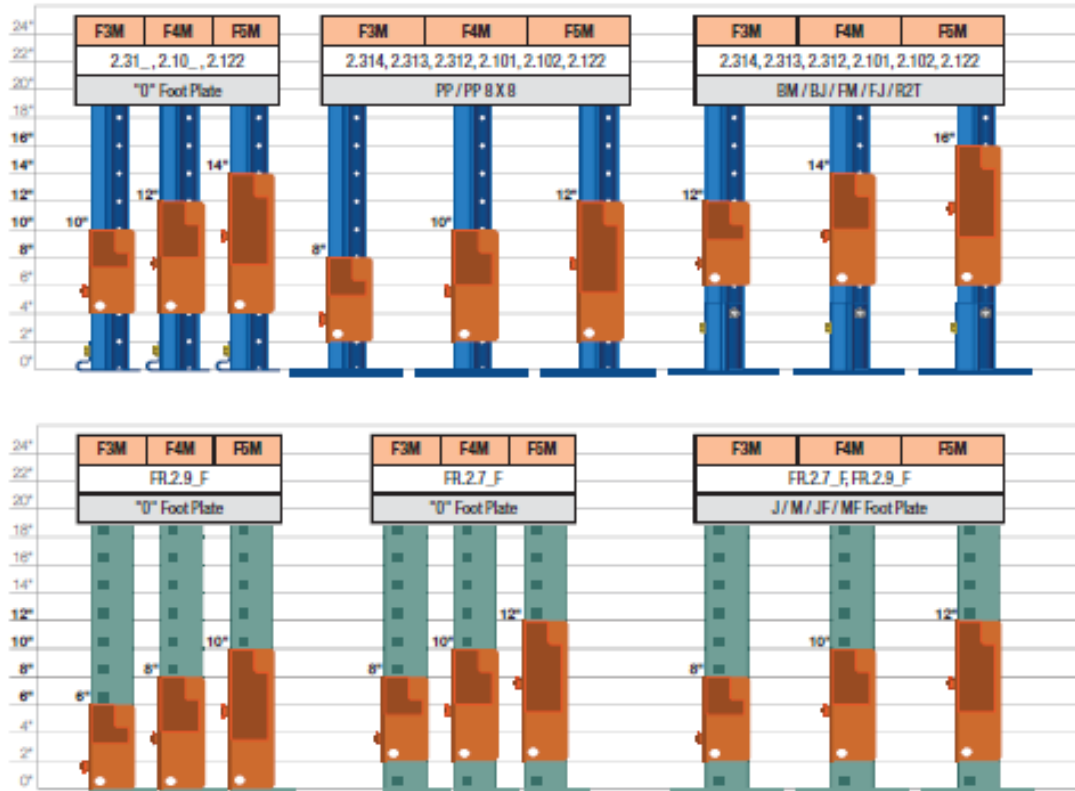 24"
F3M F4M F5M F3M F4M F5M F3M F4M F5M
22"
2.31_ , 2.10_ , 2.122 2.314, 2.313, 2.312, 2.101, 2.102, 2.122 2.314, 2.313, 2.312, 2.101, 2.102, 2.122
20"
"0" Foot Plate PP / PP 8 X 8 BM / BJ / FM / FJ / R2T
18"
16" 16"
14" 14" 14"
12" 12" 12" 12"
10" 10" 10"
8" 8"
6"
4"
2"
0"
24"
F3M F4M F5M F3M F4M F5M F3M F4M F5M
22"
FR.2.9_F FR.2.7_F FR.2.7_F, FR.2.9_F
20"
"0" Foot Plate "0" Foot Plate J / M / JF / MF Foot Plate
18"
16"
14"
12" 12" 12"
10" 10" 10" 10"
8" 8" 8" 8"
6" 6"
4"
2"
0"